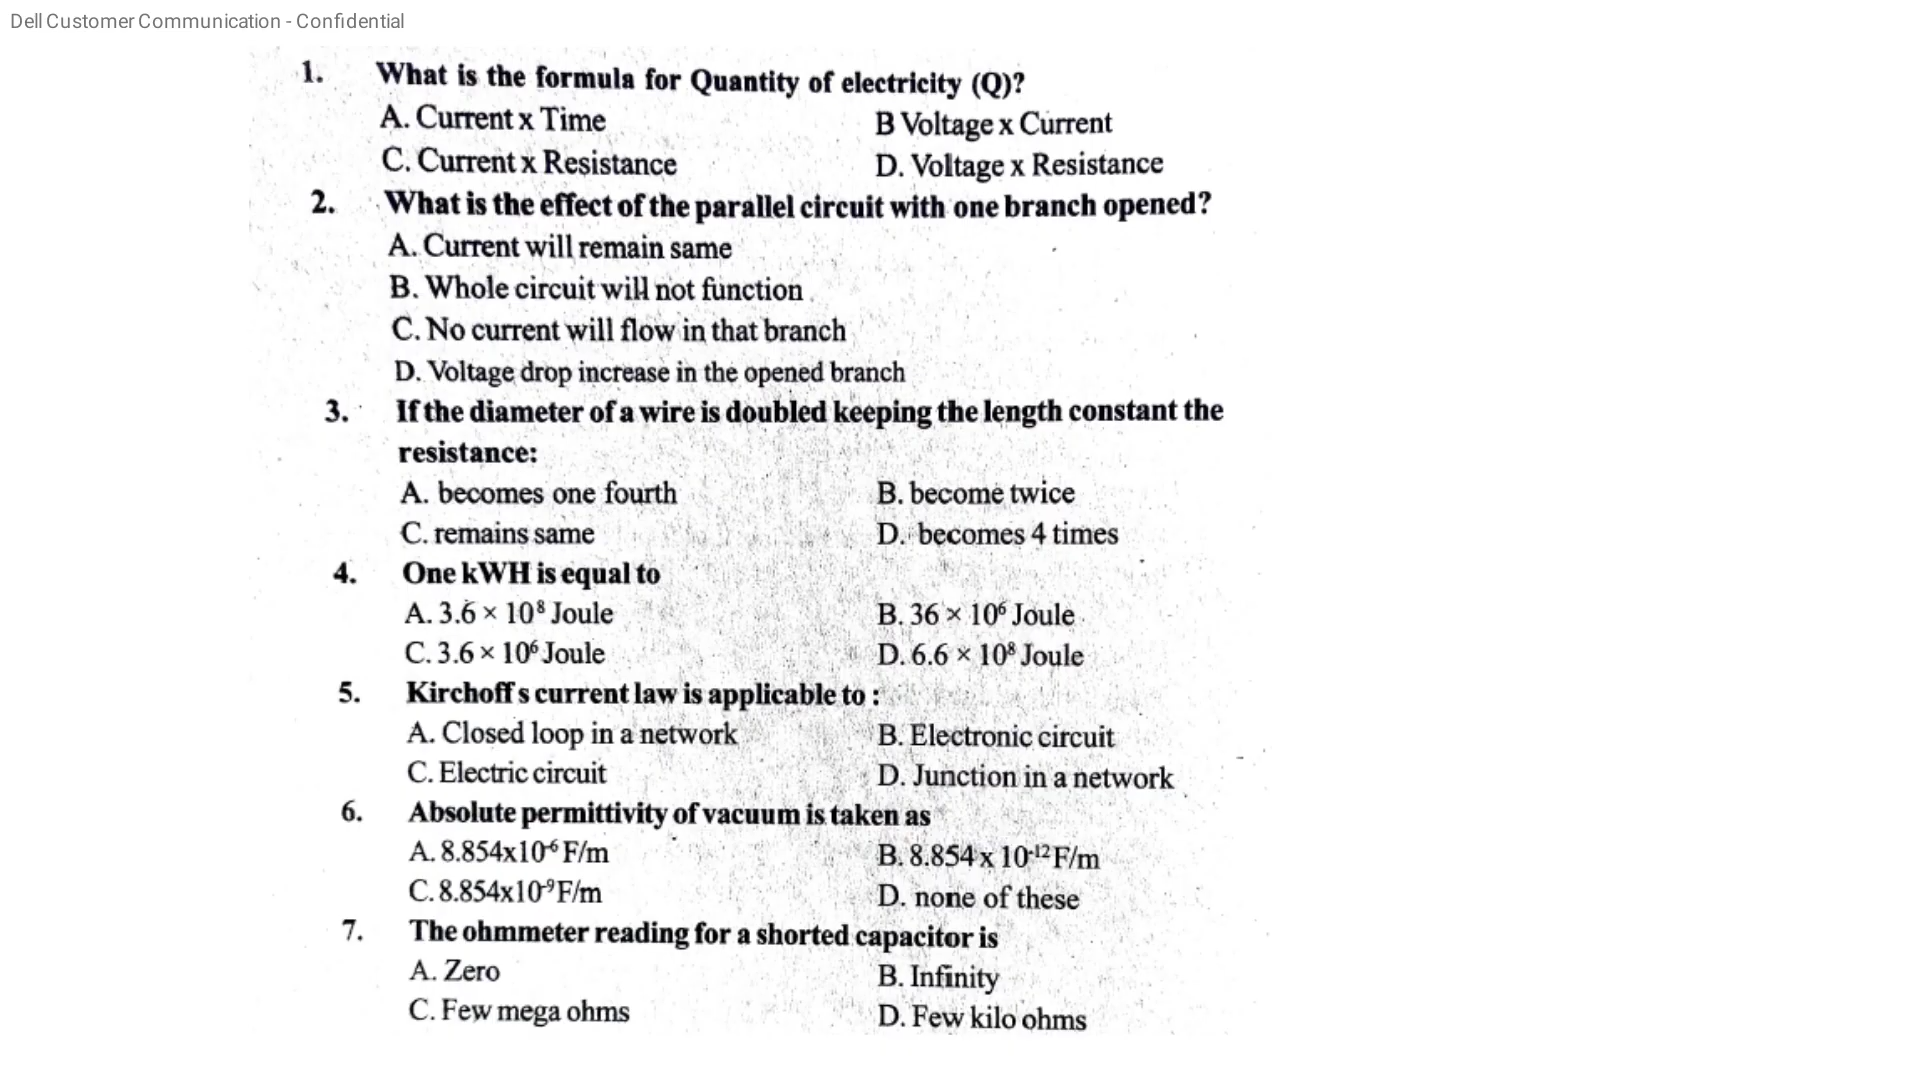 Dell Customer Communication - Confidential
1. What is the formula for Quantity of electricity (Q)?
A. Current x Time B Voltage x Current
C. Current x Resistance D. Voltage x Resistance
2. What is the effect of the parallel circuit with one branch opened?
A. Current will remain same
B. Whole circuit will not function
C. No current will flow in that branch
D. Voltage drop increase in the opened branch
3. If the diameter of a wire is doubled keeping the length constant the
resistance:
A. becomes one fourth B. become twice
C. remains same D. becomes 4 times
4. One kWH is equal to
A. 3.6 × 10⁸ Joule B. 36 × 10⁶ Joule
C. 3.6 × 10⁶ Joule D. 6.6 × 10⁸ Joule
5. Kirchoff s current law is applicable to :
A. Closed loop in a network B. Electronic circuit
C. Electric circuit D. Junction in a network
6. Absolute permittivity of vacuum is taken as
A. 8.854x10⁻⁶ F/m B. 8.854 x 10⁻¹² F/m
C. 8.854x10⁻⁹ F/m D. none of these
7. The ohmmeter reading for a shorted capacitor is
A. Zero B. Infinity
C. Few mega ohms D. Few kilo ohms